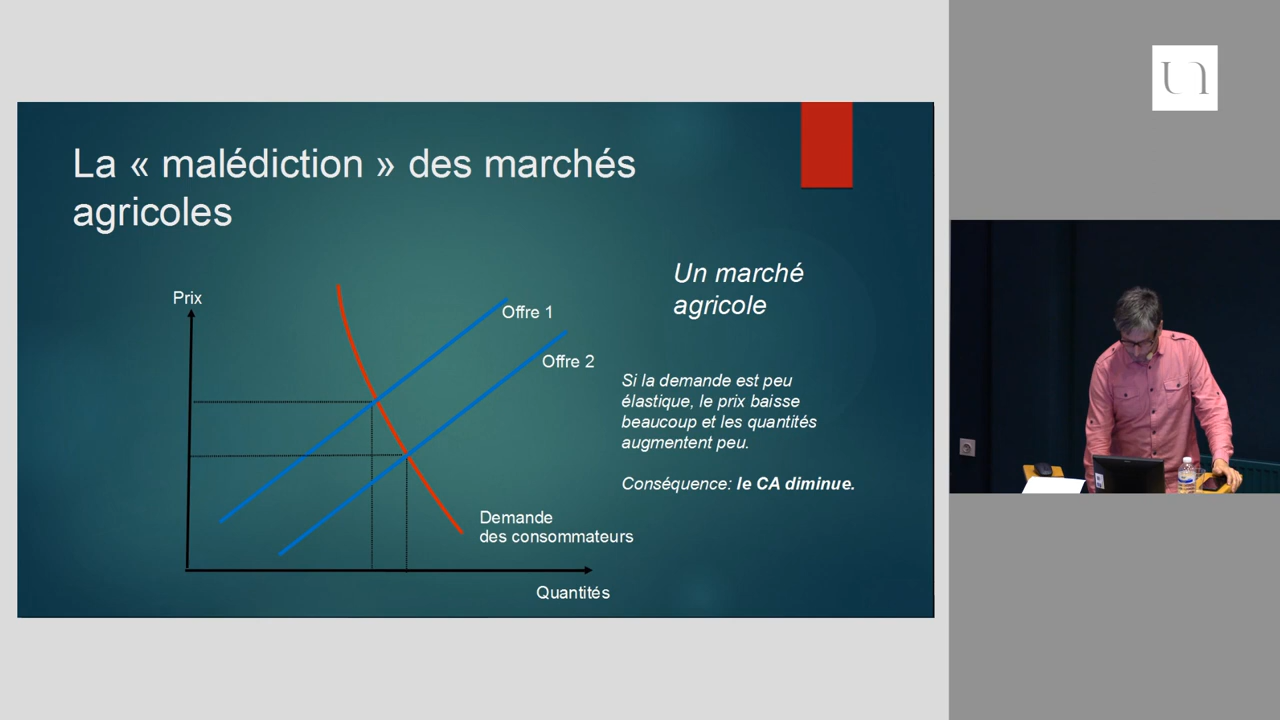 La « malédiction » des marchés
agricoles
Un marché
agricole
Prix
Offre 1
Offre 2
Si la demande est peu
élastique, le prix baisse
beaucoup et les quantités
augmentent peu.
Conséquence: le CA diminue.
Demande
des consommateurs
Quantités